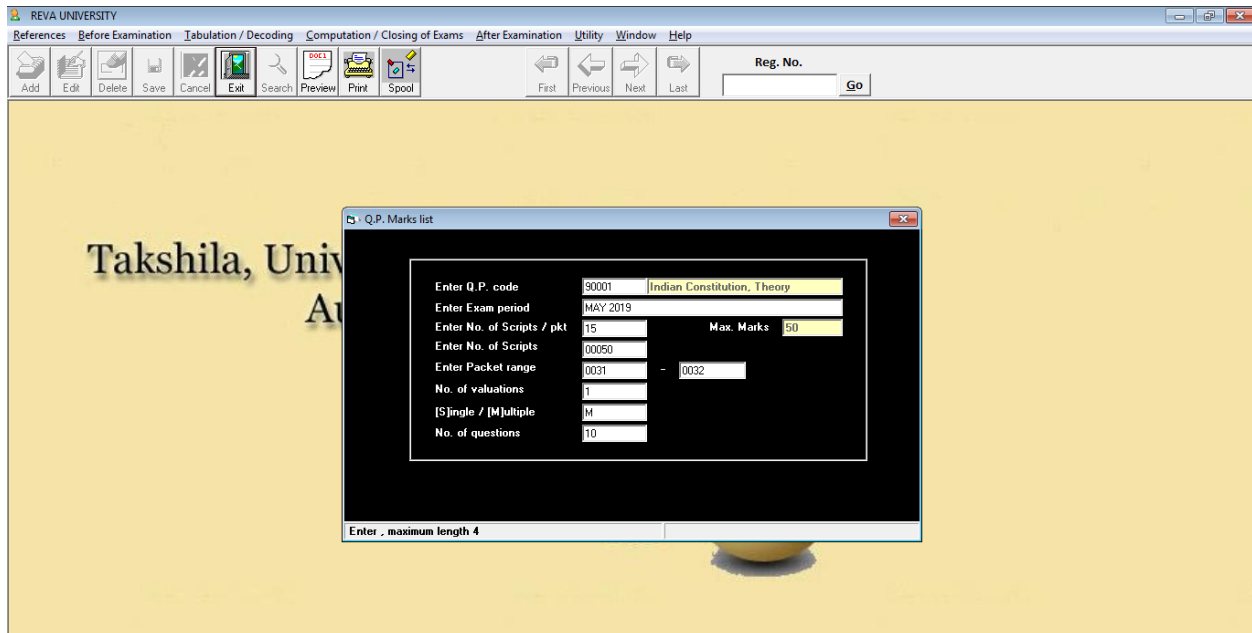 REVA UNIVERSITY
References Before Examination Tabulation / Decoding Computation / Closing of Exams After Examination Utility Window Help
Reg. No.
DOC1
Go
Add Edit Delete Save Cancel Exit Search Preview Print Spool First Previous Next Last
Q.P. Marks list
Takshila, Univ
Au
Enter Q.P. code 90001 Indian Constitution, Theory
Enter Exam period MAY 2019
Enter No. of Scripts / pkt 15 Max. Marks 50
Enter No. of Scripts 00050
Enter Packet range 0031 - 0032
No. of valuations 1
[S]ingle / [M]ultiple M
No. of questions 10
Enter , maximum length 4